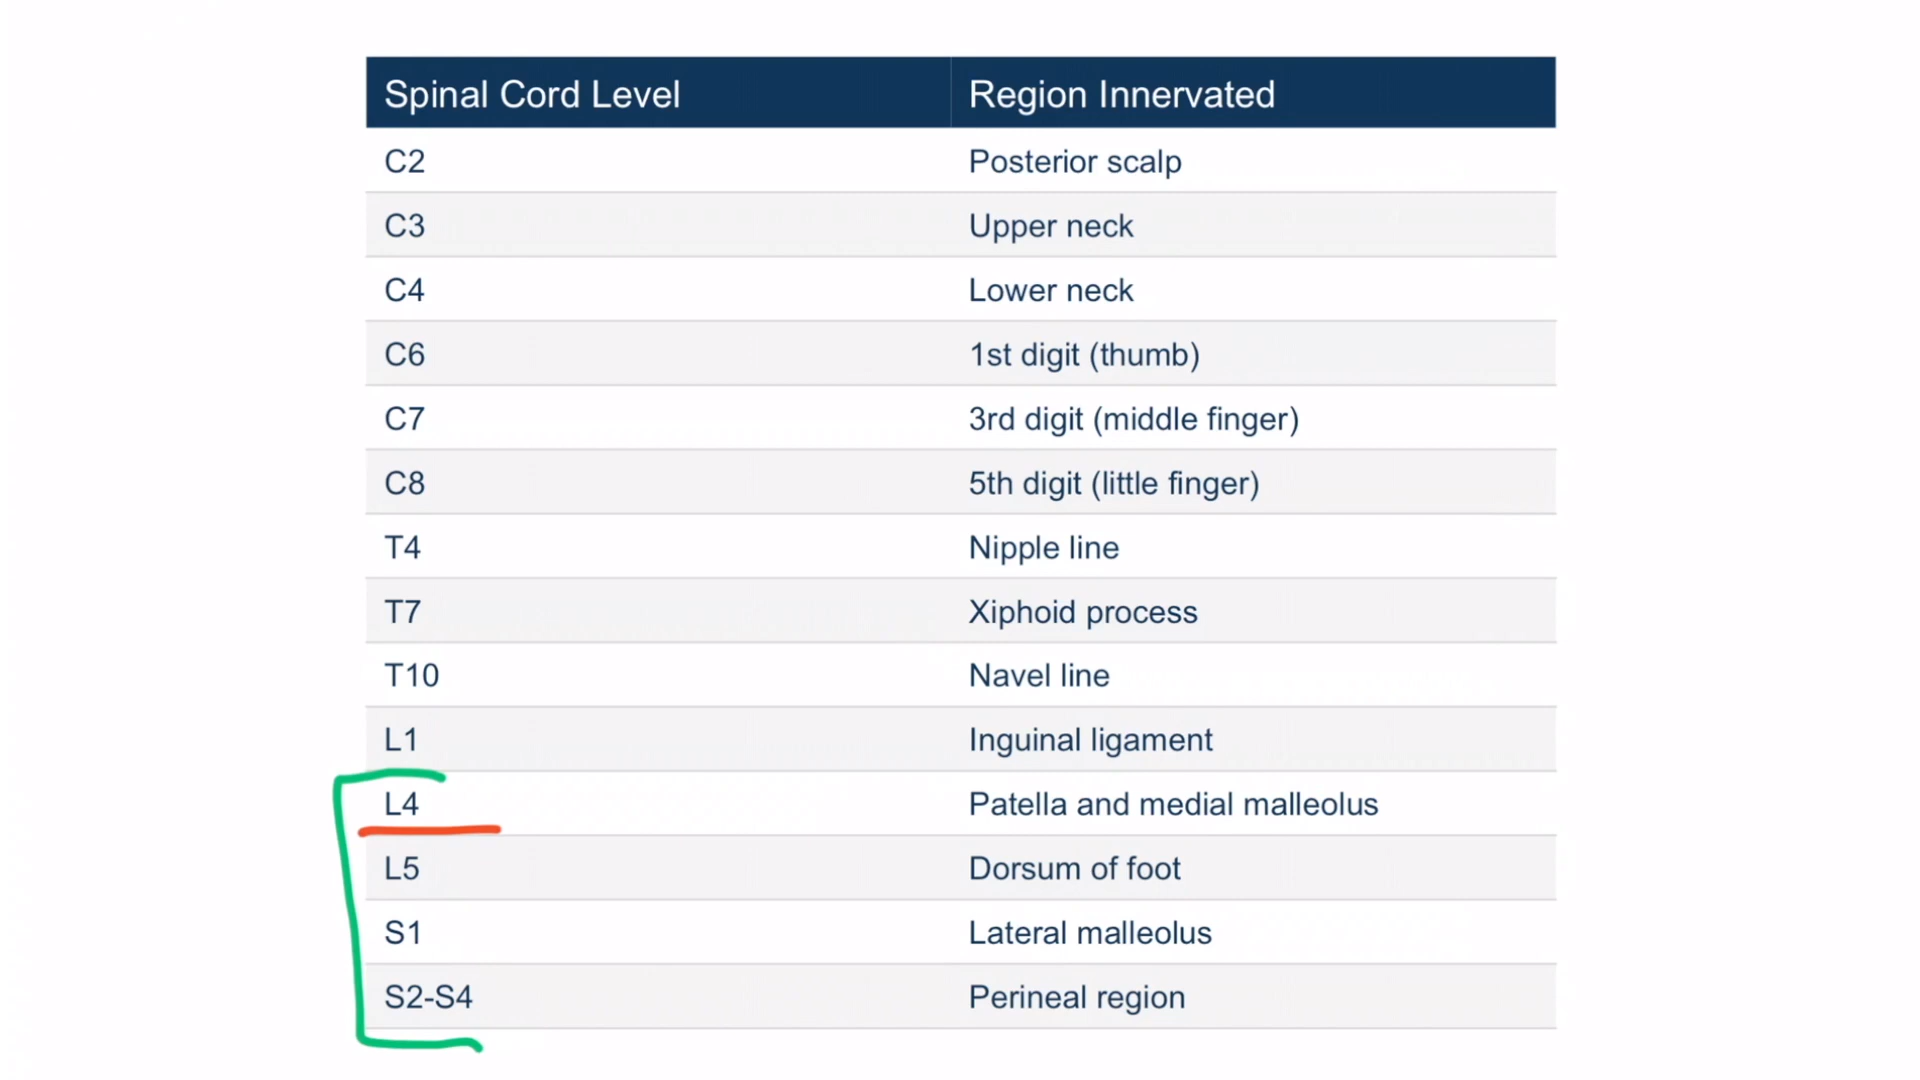 Spinal Cord Level Region Innervated
C2 Posterior scalp
C3 Upper neck
C4 Lower neck
C6 1st digit (thumb)
C7 3rd digit (middle finger)
C8 5th digit (little finger)
T4 Nipple line
T7 Xiphoid process
T10 Navel line
L1 Inguinal ligament
L4 Patella and medial malleolus
L5 Dorsum of foot
S1 Lateral malleolus
S2-S4 Perineal region